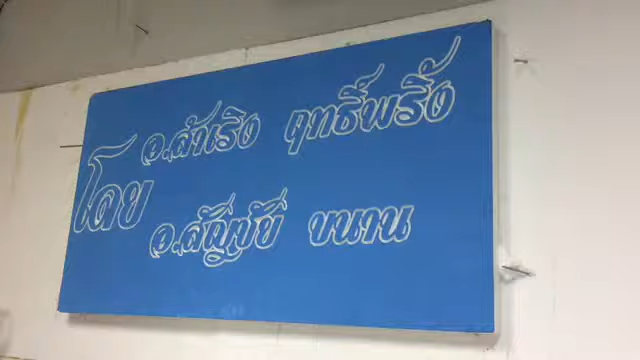 อ.สำเริง ฤทธิ์พริ้ง
โดย
อ.สัญชัย ขนาน